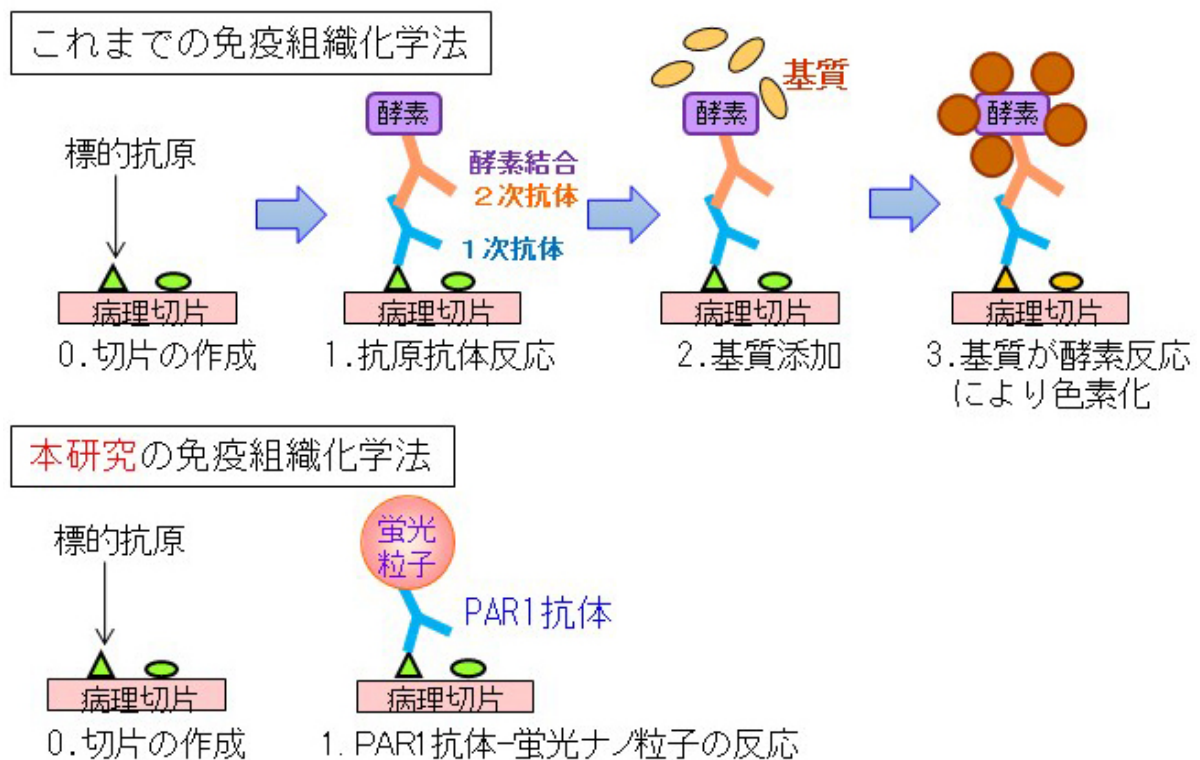 これまでの免疫組織化学法
標的抗原
病理切片
0.切片の作成
酵素
酵素結合
2次抗体
1次抗体
病理切片
1.抗原抗体反応
基質
酵素
病理切片
2.基質添加
酵素
病理切片
3.基質が酵素反応
により色素化
本研究の免疫組織化学法
標的抗原
病理切片
0.切片の作成
蛍光
粒子
PAR1抗体
病理切片
1.PAR1抗体-蛍光ナノ粒子の反応